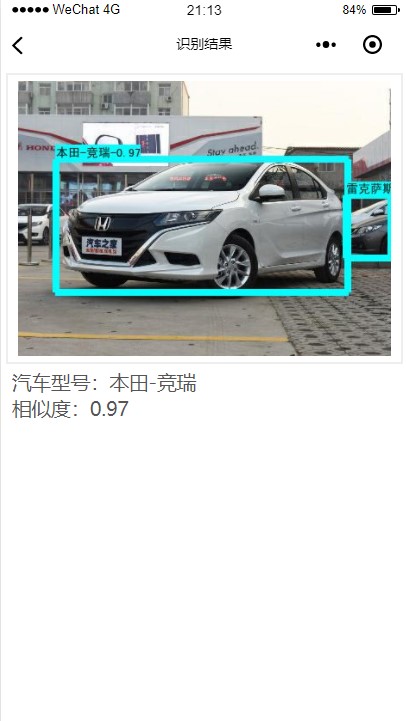 WeChat 4G
21:13
84%
识别结果
HONDA
Stay ahead.
本田-竞瑞-0.97
雷克萨斯
汽车之家
汽车型号：本田-竞瑞
相似度：0.97